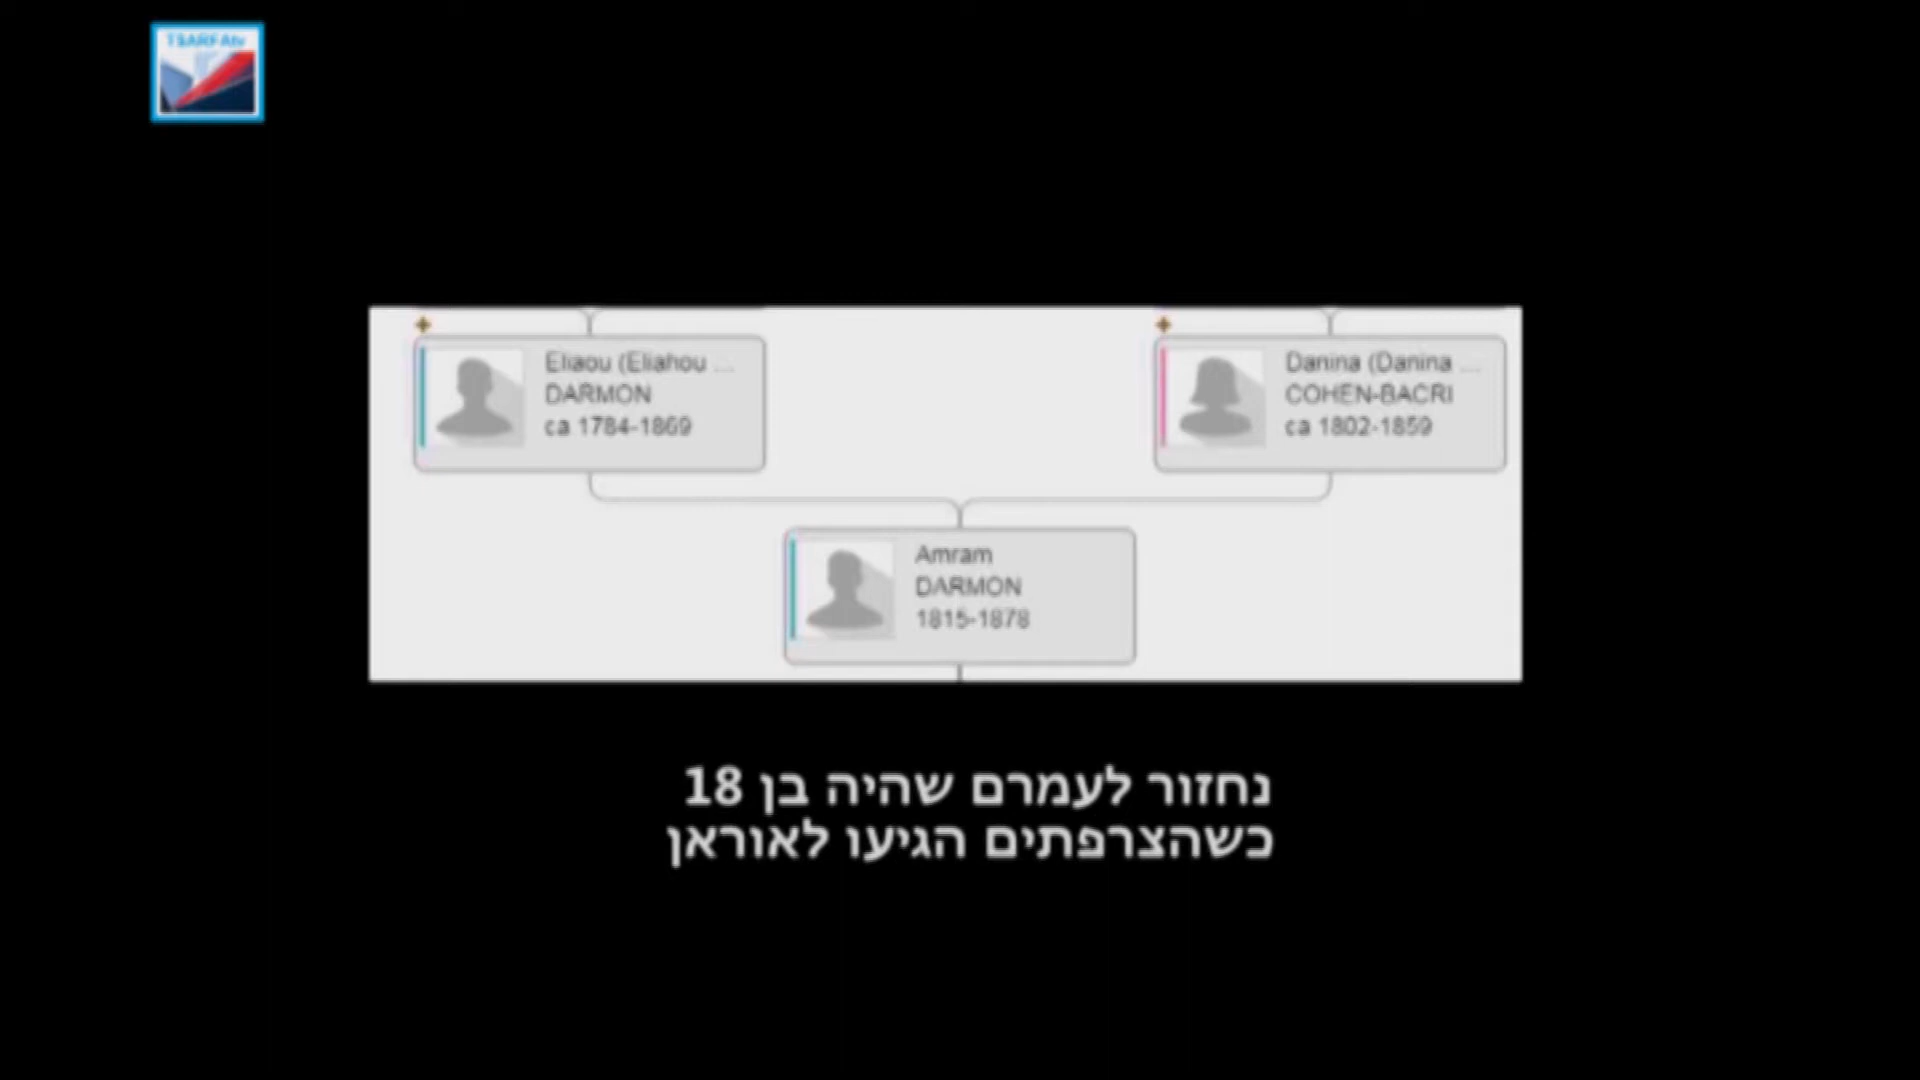 TSARFAtv
Eliaou (Eliahou ...
DARMON
ca 1784-1869
Danina (Danina ...
COHEN-BACRI
ca 1802-1859
Amram
DARMON
1815-1878
נחזור לעמרם שהיה בן 18
כשהצרפתים הגיעו לאוראן